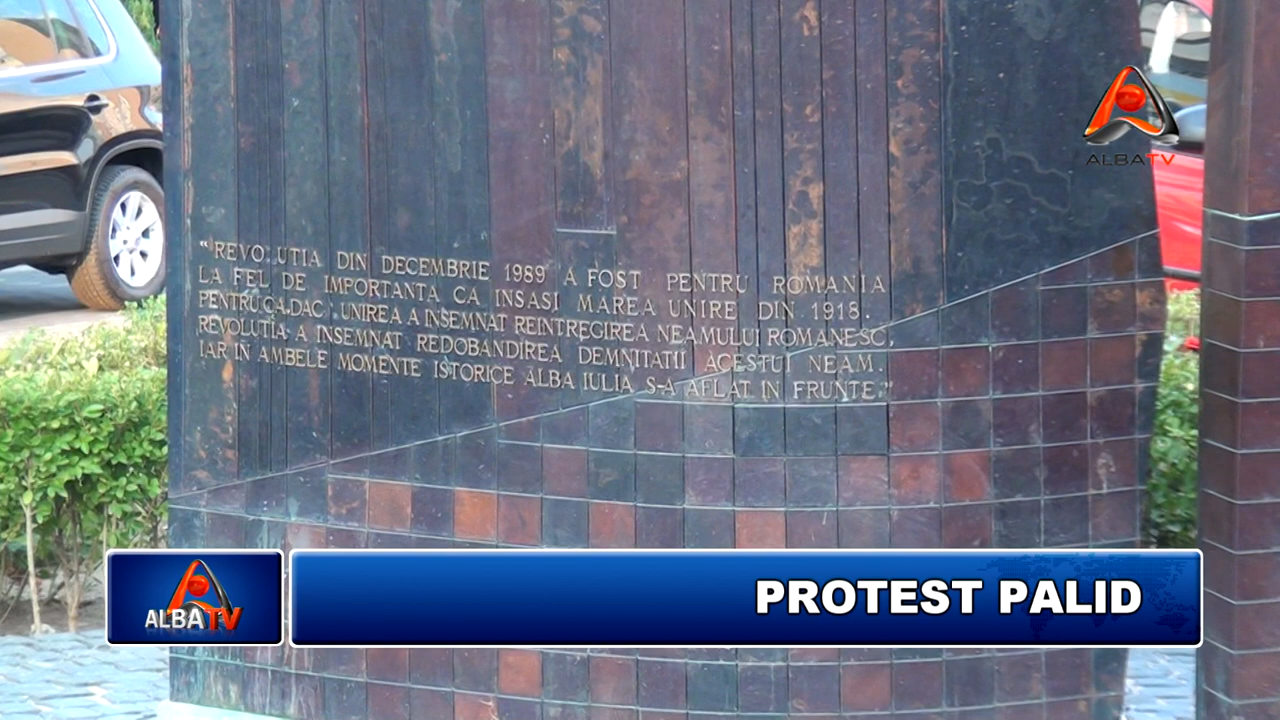 ALBATV
"REVOLUTIA DIN DECEMBRIE 1989 A FOST PENTRU ROMANIA
LA FEL DE IMPORTANTA CA INSASI MAREA UNIRE DIN 1918.
PENTRU CA,DAC UNIREA A INSEMNAT REINTREGIREA NEAMULUI ROMANESC,
REVOLUTIA A INSEMNAT REDOBANDIREA DEMNITATII ACESTUI NEAM.
IAR IN AMBELE MOMENTE ISTORICE ALBA IULIA S-A AFLAT IN FRUNTE."
ALBATV
PROTEST PALID